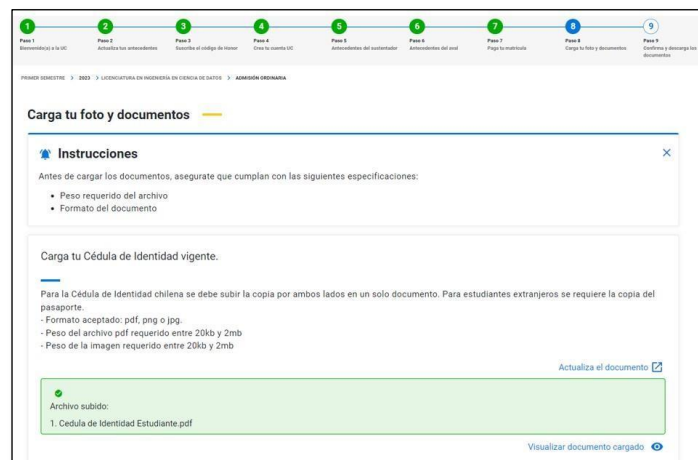 1 2 3 4 5 6 7 8 9
Paso 1 Paso 2 Paso 3 Paso 4 Paso 5 Paso 6 Paso 7 Paso 8 Paso 9
Bienvenido(a) a la UC Actualiza tus antecedentes Suscribe el código de Honor Crea tu cuenta UC Antecedentes del sustentador Antecedentes del aval Paga tu matrícula Carga tu foto y documentos Confirma y descarga los
documentos
PRIMER SEMESTRE > 2023 > LICENCIATURA EN INGENIERÍA EN CIENCIA DE DATOS > ADMISIÓN ORDINARIA
Carga tu foto y documentos
Instrucciones
Antes de cargar los documentos, asegurate que cumplan con las siguientes especificaciones:
• Peso requerido del archivo
• Formato del documento
Carga tu Cédula de Identidad vigente.
Para la Cédula de Identidad chilena se debe subir la copia por ambos lados en un solo documento. Para estudiantes extranjeros se requiere la copia del
pasaporte.
- Formato aceptado: pdf, png o jpg.
- Peso del archivo pdf requerido entre 20kb y 2mb
- Peso de la imagen requerido entre 20kb y 2mb
Actualiza el documento
Archivo subido:
1. Cedula de Identidad Estudiante.pdf
Visualizar documento cargado